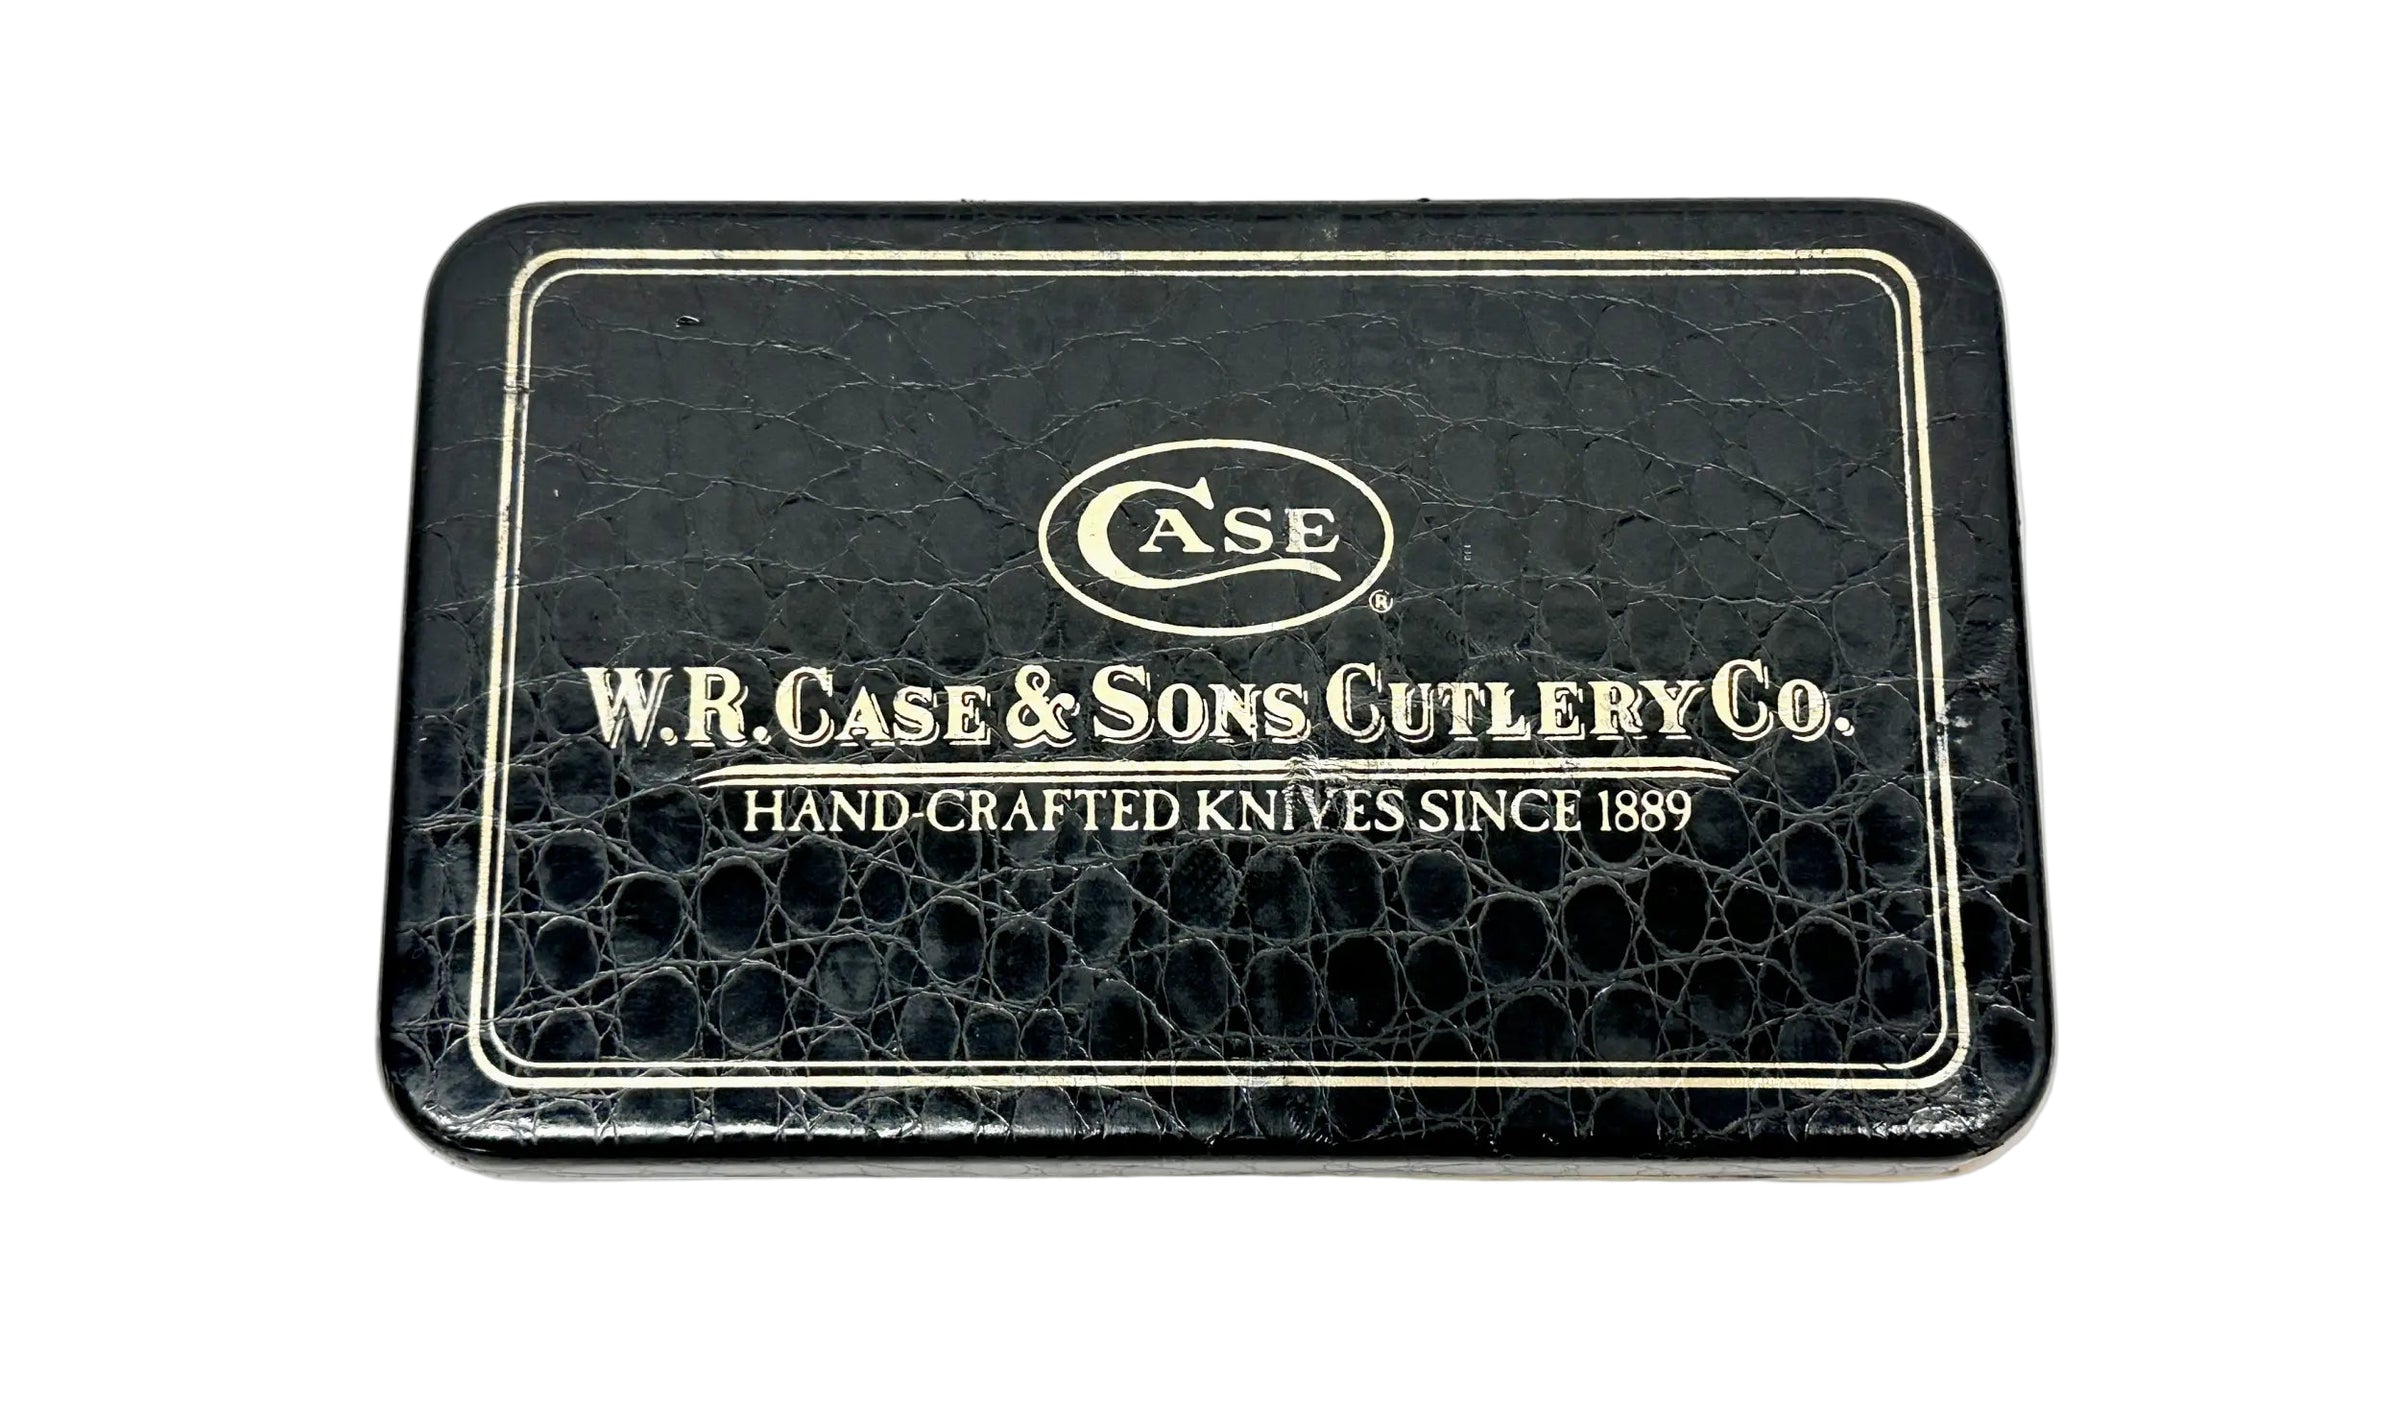 CASE
®
W.R. CASE & SONS CUTLERY CO.
HAND-CRAFTED KNIVES SINCE 1889